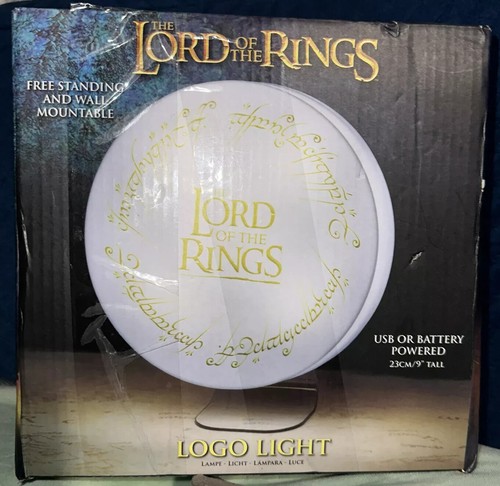 THE
LORD OF THE RINGS
FREE STANDING
AND WALL
MOUNTABLE
LORD
OF THE
RINGS
USB OR BATTERY
POWERED
23CM/9" TALL
LOGO LIGHT
LAMPE · LICHT · LÁMPARA · LUCE